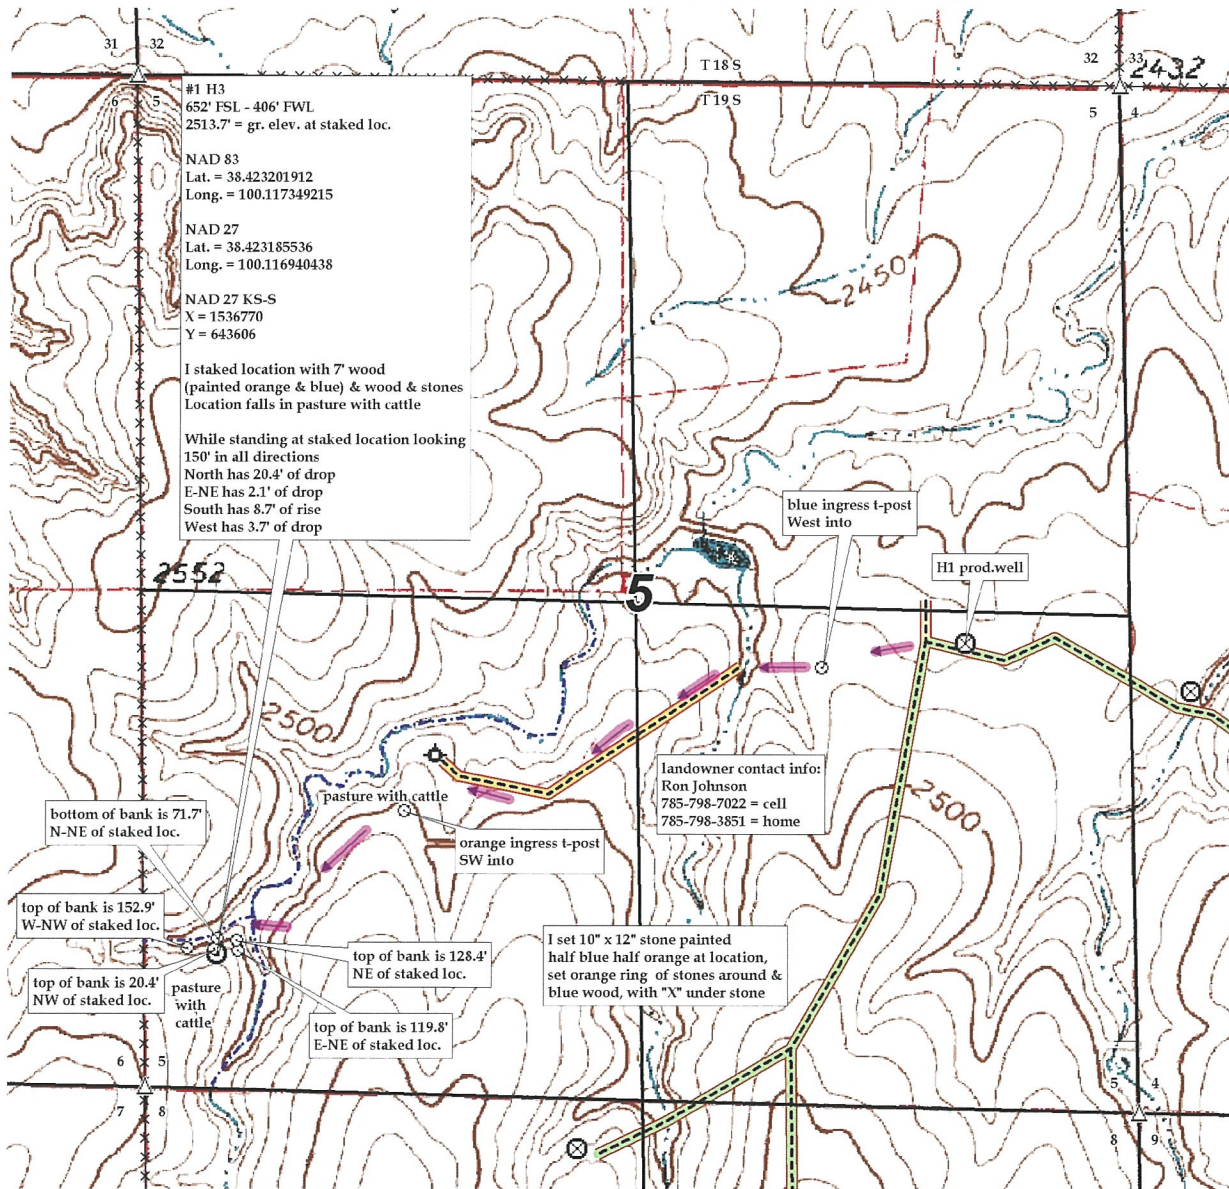 31 32
T 18 S
32 33
2432
6 5
T 19 S
5 4
#1 H3
652' FSL - 406' FWL
2513.7' = gr. elev. at staked loc.
NAD 83
Lat. = 38.423201912
Long. = 100.117349215
NAD 27
Lat. = 38.423185536
Long. = 100.116940438
NAD 27 KS-S
X = 1536770
Y = 643606
I staked location with 7' wood
(painted orange & blue) & wood & stones
Location falls in pasture with cattle
While standing at staked location looking
150' in all directions
North has 20.4' of drop
E-NE has 2.1' of drop
South has 8.7' of rise
West has 3.7' of drop
2450
blue ingress t-post
West into
H1 prod.well
2552
5
2500
landowner contact info:
Ron Johnson
785-798-7022 = cell
785-798-3851 = home
2500
pasture with cattle
orange ingress t-post
SW into
bottom of bank is 71.7'
N-NE of staked loc.
top of bank is 152.9'
W-NW of staked loc.
top of bank is 20.4'
NW of staked loc.
pasture
with
cattle
top of bank is 128.4'
NE of staked loc.
top of bank is 119.8'
E-NE of staked loc.
I set 10" x 12" stone painted
half blue half orange at location,
set orange ring of stones around &
blue wood, with "X" under stone
6 5
7 8
5 4
8 9